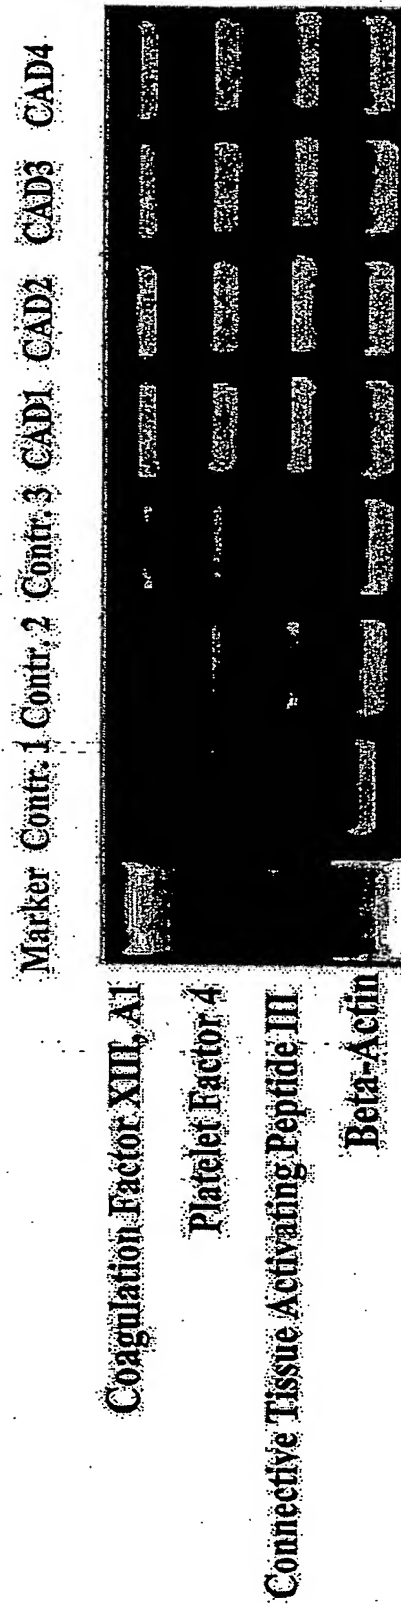 Marker Contr. 1 Contr. 2 Contr. 3 CAD1 CAD2 CAD3 CAD4
Coagulation Factor XIII, A1
Platelet Factor 4
Connective Tissue Activating Peptide III
Beta-Actin